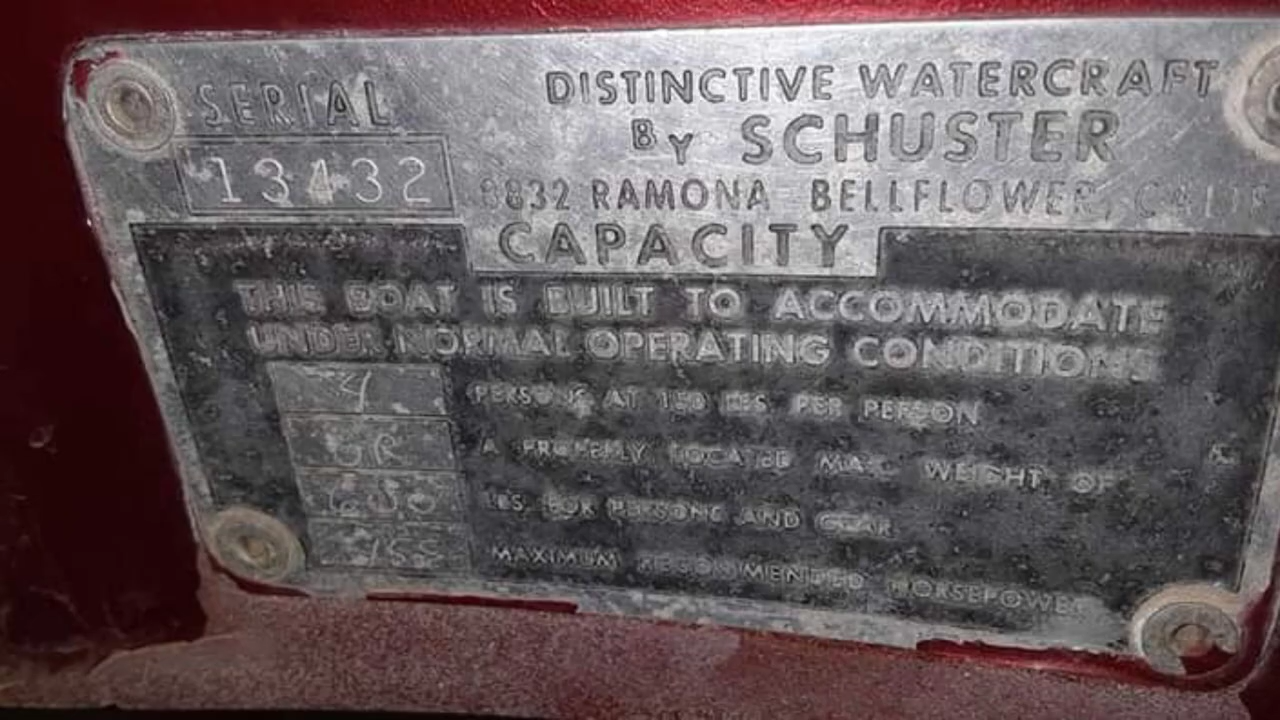 SERIAL
13432
DISTINCTIVE WATERCRAFT
BY SCHUSTER
8832 RAMONA BELLFLOWER, CALIF
CAPACITY
THIS BOAT IS BUILT TO ACCOMMODATE
UNDER NORMAL OPERATING CONDITIONS
4 PERSONS AT 150 LBS PER PERSON
OR A PROPERLY LOCATED MAX. WEIGHT OF
600 LBS. FOR PERSONS AND GEAR
MAXIMUM RECOMMENDED HORSEPOWER